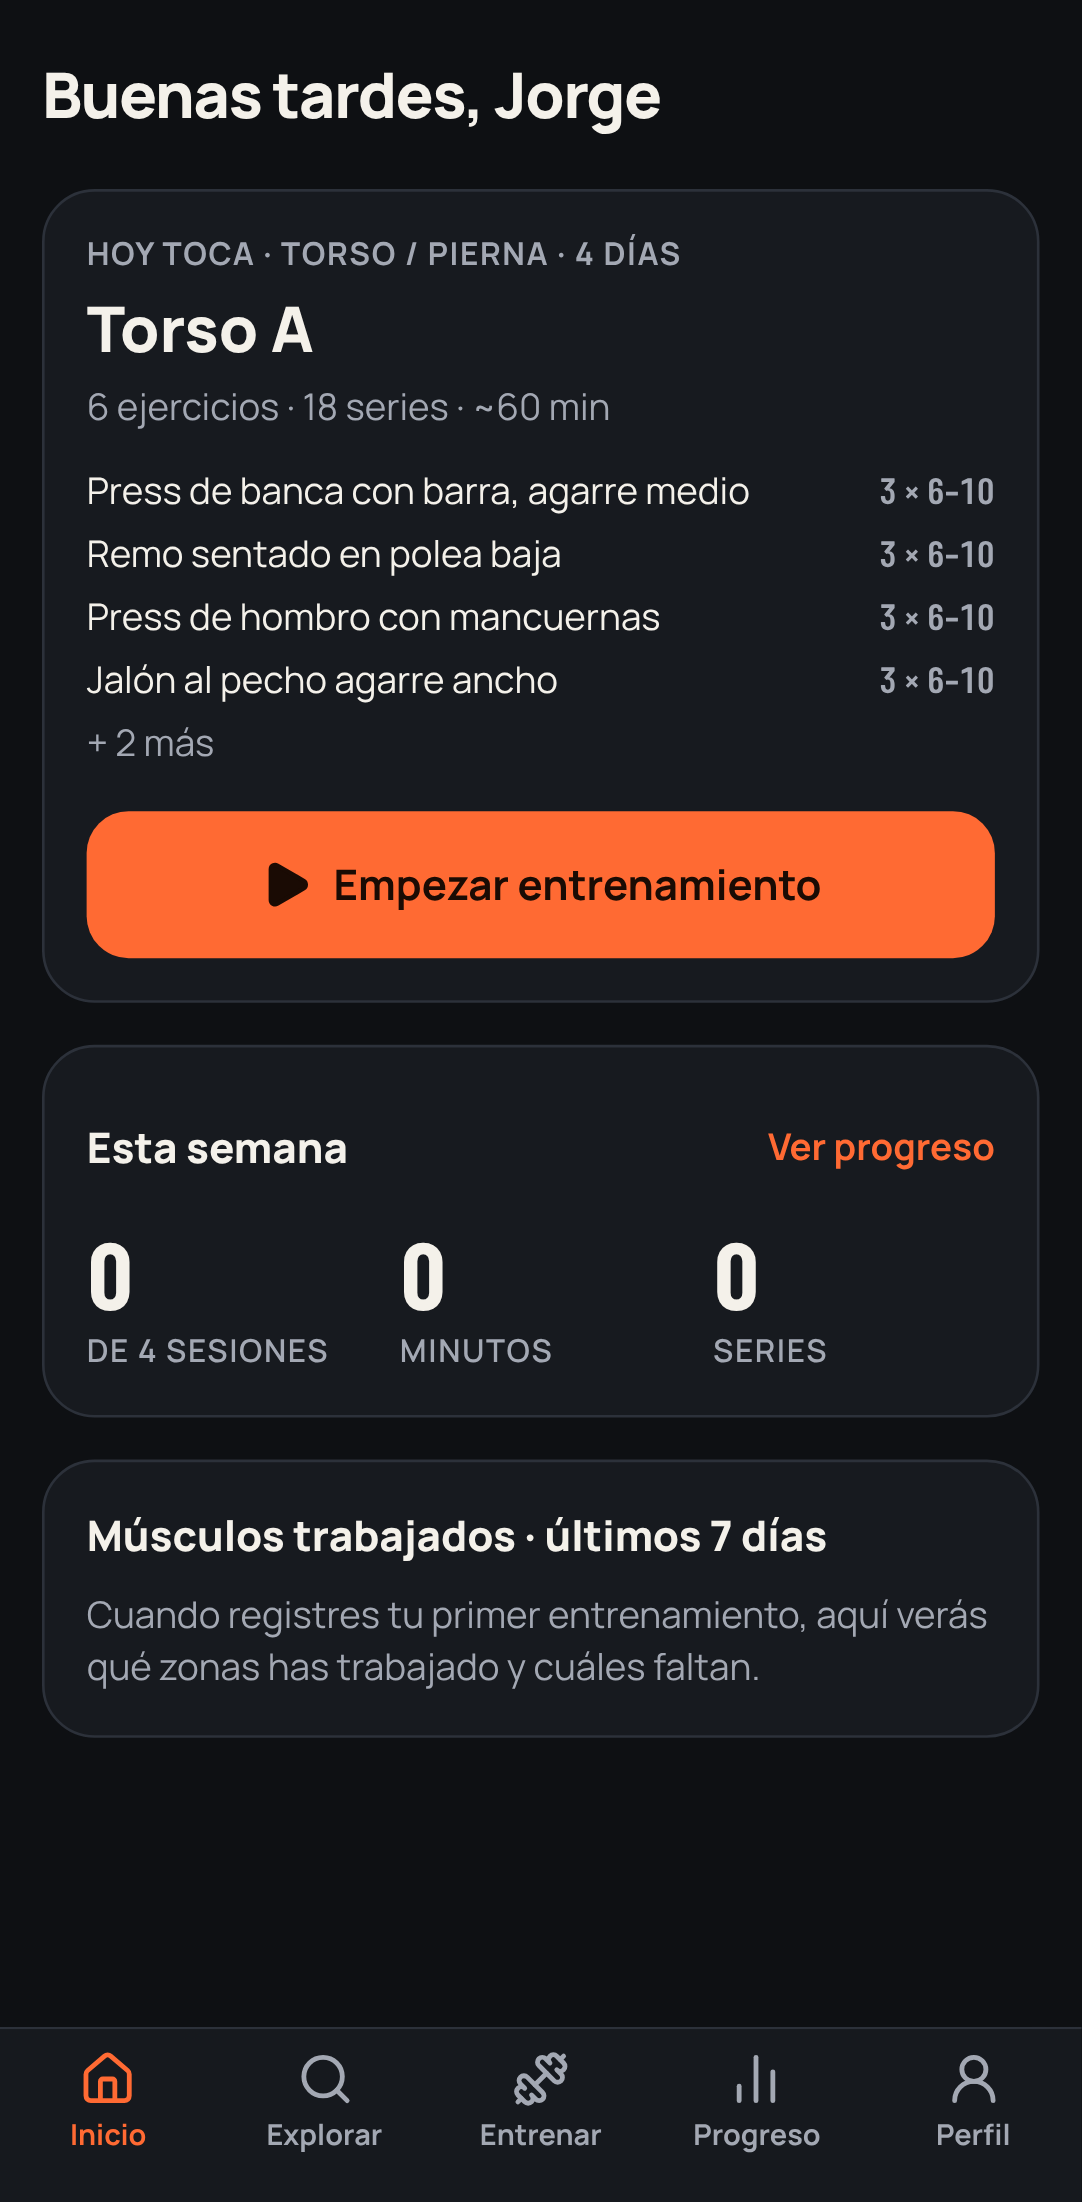 Buenas tardes, Jorge
HOY TOCA · TORSO / PIERNA · 4 DÍAS
Torso A
6 ejercicios · 18 series · ~60 min
Press de banca con barra, agarre medio 3 × 6–10
Remo sentado en polea baja 3 × 6–10
Press de hombro con mancuernas 3 × 6–10
Jalón al pecho agarre ancho 3 × 6–10
+ 2 más
Empezar entrenamiento
Esta semana Ver progreso
0 0 0
DE 4 SESIONES MINUTOS SERIES
Músculos trabajados · últimos 7 días
Cuando registres tu primer entrenamiento, aquí verás
qué zonas has trabajado y cuáles faltan.
Inicio Explorar Entrenar Progreso Perfil